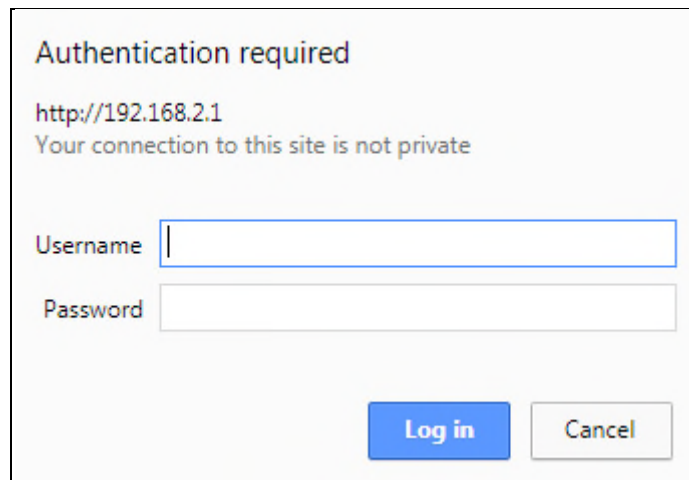 Authentication required
http://192.168.2.1
Your connection to this site is not private
Username
Password
Log in Cancel